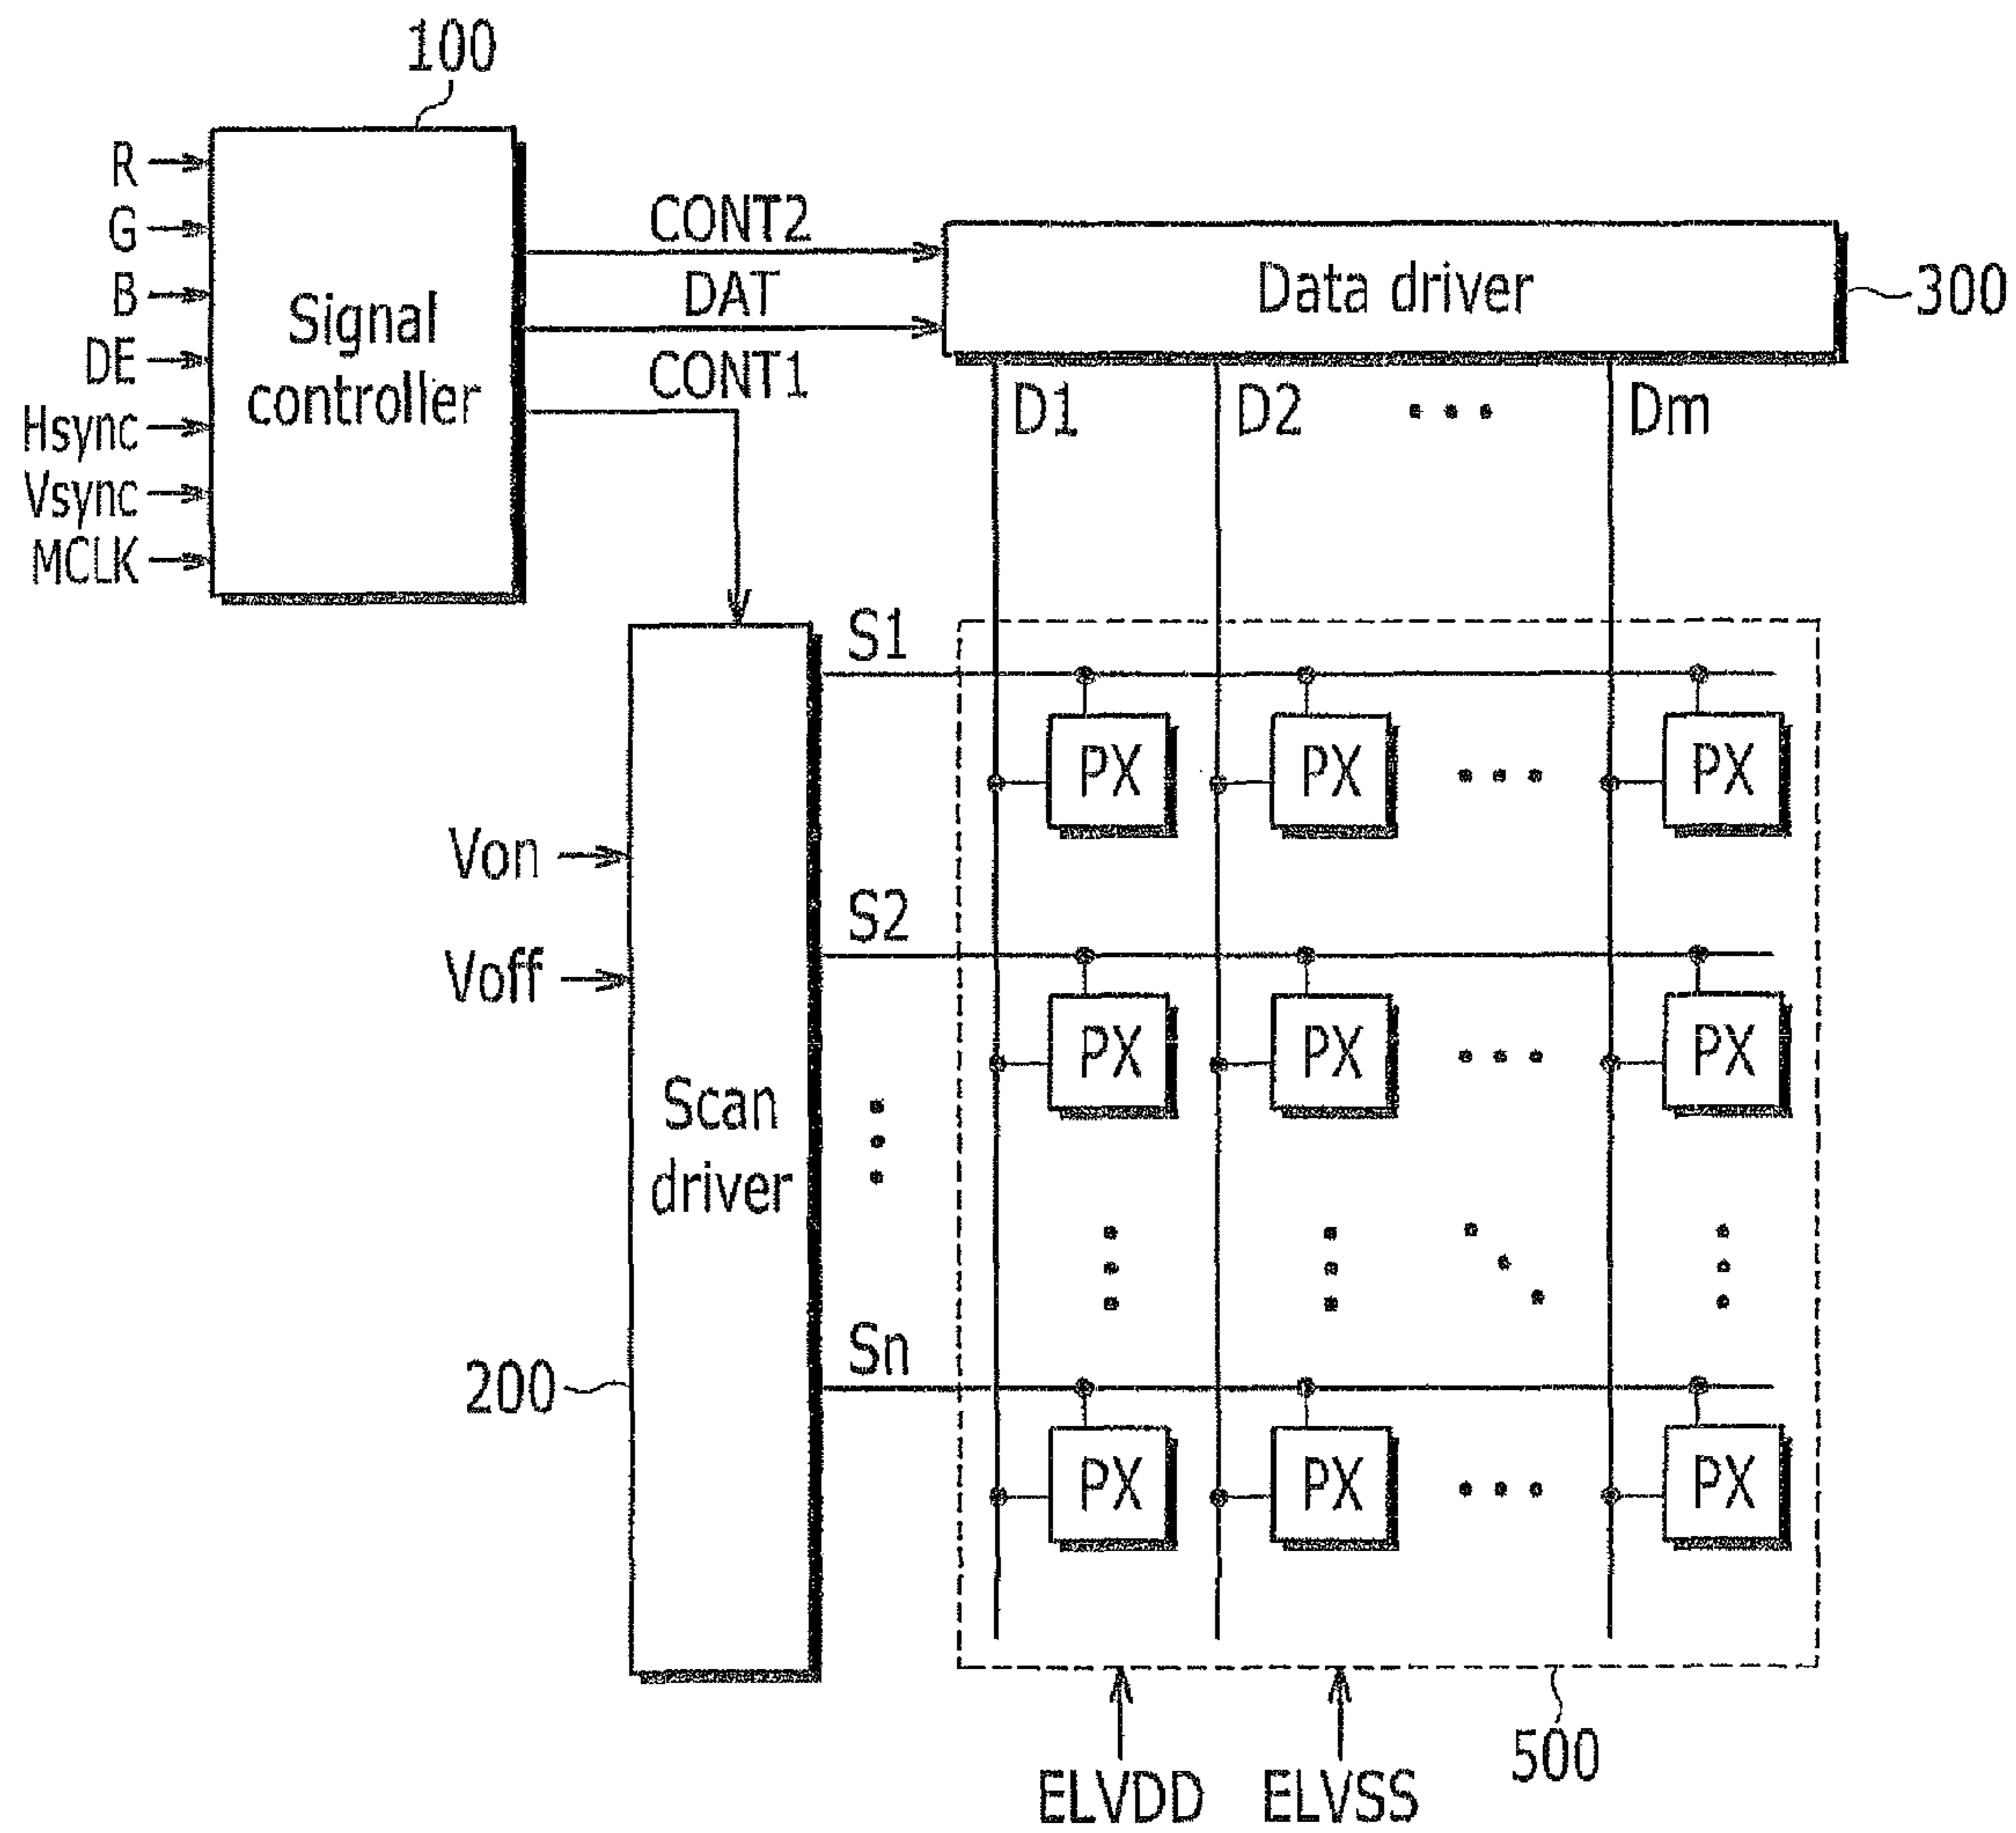 100
R
G
B
DE
Hsync
Vsync
MCLK
Signal
controller
CONT2
DAT
CONT1
Data driver
300
D1 D2 ... Dm
S1
PX PX ... PX
Von
Voff
S2
PX PX ... PX
Scan
driver
Sn
200
PX PX ... PX
500
ELVDD ELVSS